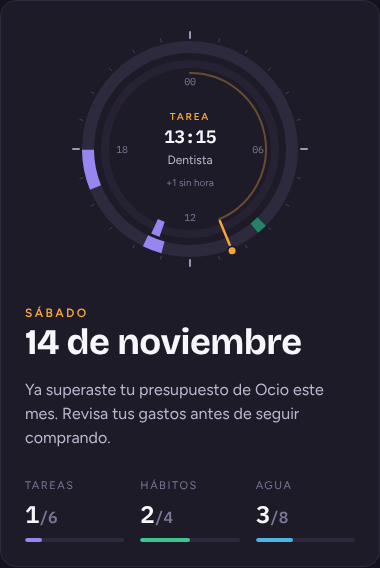 00
TAREA
13:15
18
Dentista
06
+1 sin hora
12
SÁBADO
14 de noviembre
Ya superaste tu presupuesto de Ocio este
mes. Revisa tus gastos antes de seguir
comprando.
TAREAS HÁBITOS AGUA
1/6 2/4 3/8